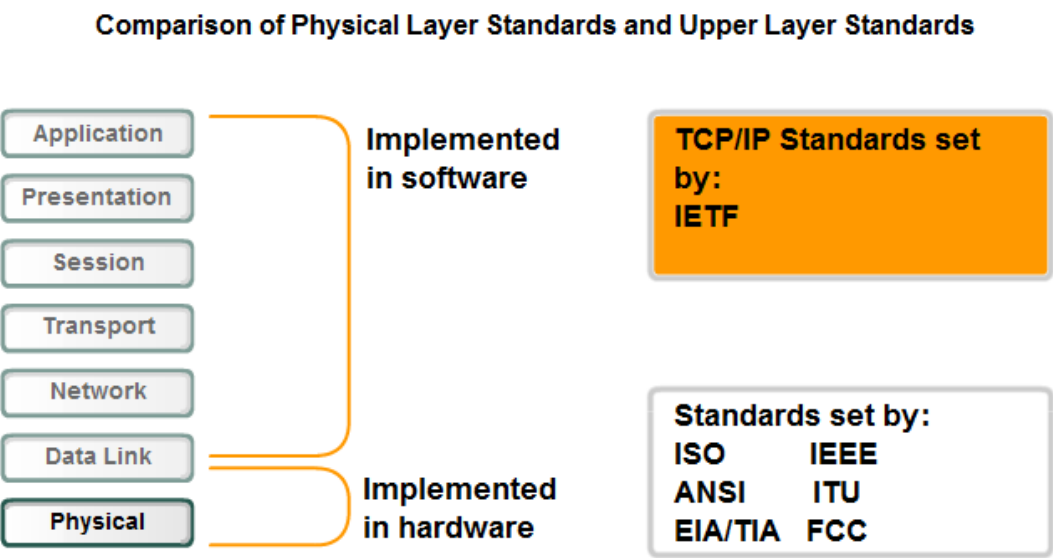 Comparison of Physical Layer Standards and Upper Layer Standards
Application
Presentation
Session
Transport
Network
Data Link
Physical
Implemented
in software
Implemented
in hardware
TCP/IP Standards set
by:
IETF
Standards set by:
ISO IEEE
ANSI ITU
EIA/TIA FCC